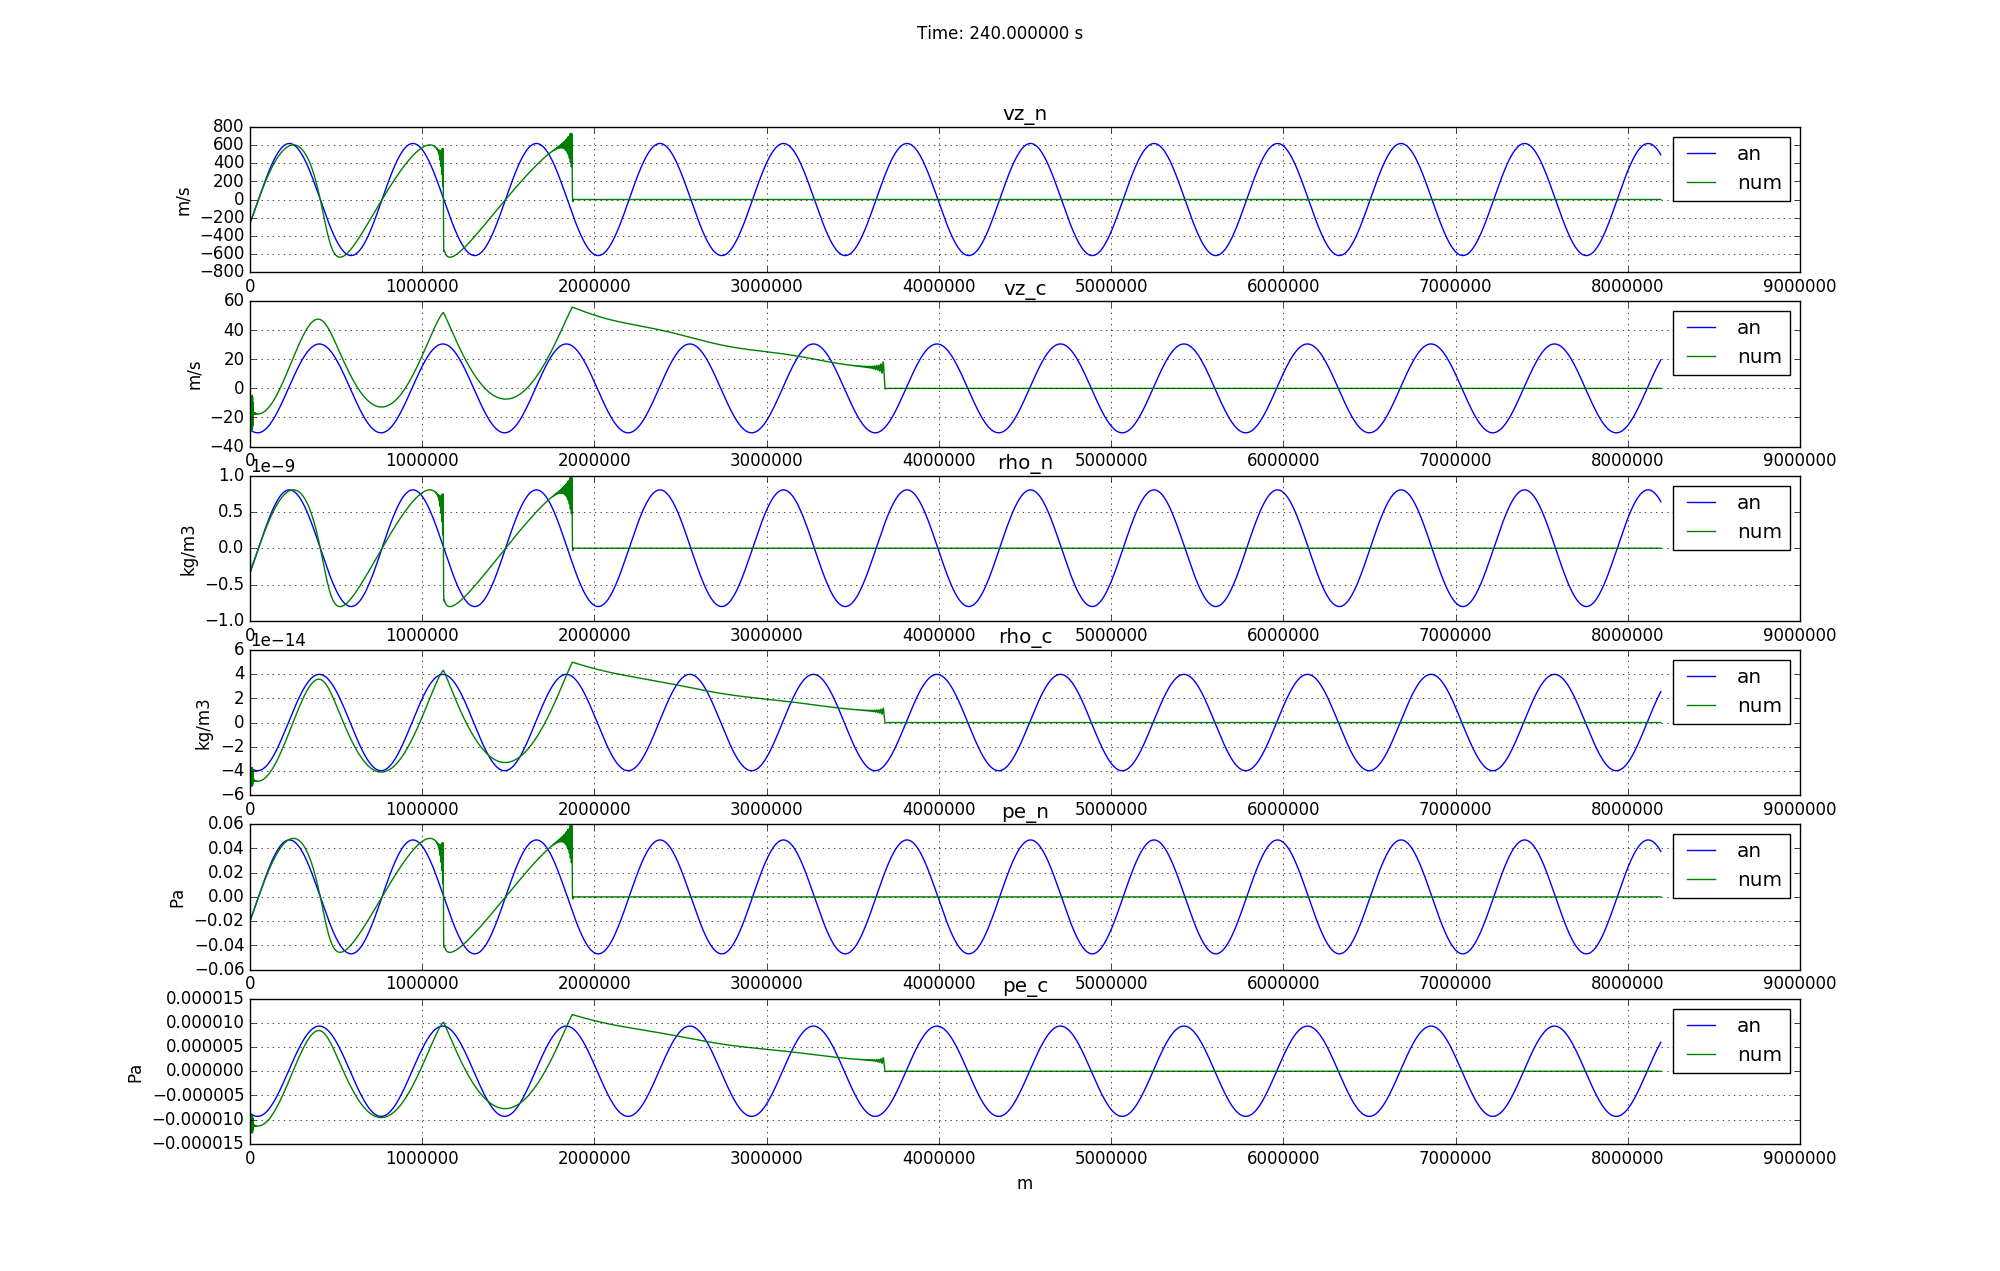 Time: 240.000000 s
vz_n
800
600
400
200
0
−200
−400
−600
−800
m/s
an
num
0 1000000 2000000 3000000 4000000 5000000 6000000 7000000 8000000 9000000
vz_c
60
40
20
0
−20
−40
m/s
an
num
0 1000000 2000000 3000000 4000000 5000000 6000000 7000000 8000000 9000000
1e−9
rho_n
1.0
0.5
0.0
−0.5
−1.0
kg/m3
an
num
0 1000000 2000000 3000000 4000000 5000000 6000000 7000000 8000000 9000000
1e−14
rho_c
6
4
2
0
−2
−4
−6
kg/m3
an
num
0 1000000 2000000 3000000 4000000 5000000 6000000 7000000 8000000 9000000
pe_n
0.06
0.04
0.02
0.00
−0.02
−0.04
−0.06
Pa
an
num
0 1000000 2000000 3000000 4000000 5000000 6000000 7000000 8000000 9000000
pe_c
0.000015
0.000010
0.000005
0.000000
−0.000005
−0.000010
−0.000015
Pa
an
num
0 1000000 2000000 3000000 4000000 5000000 6000000 7000000 8000000 9000000
m